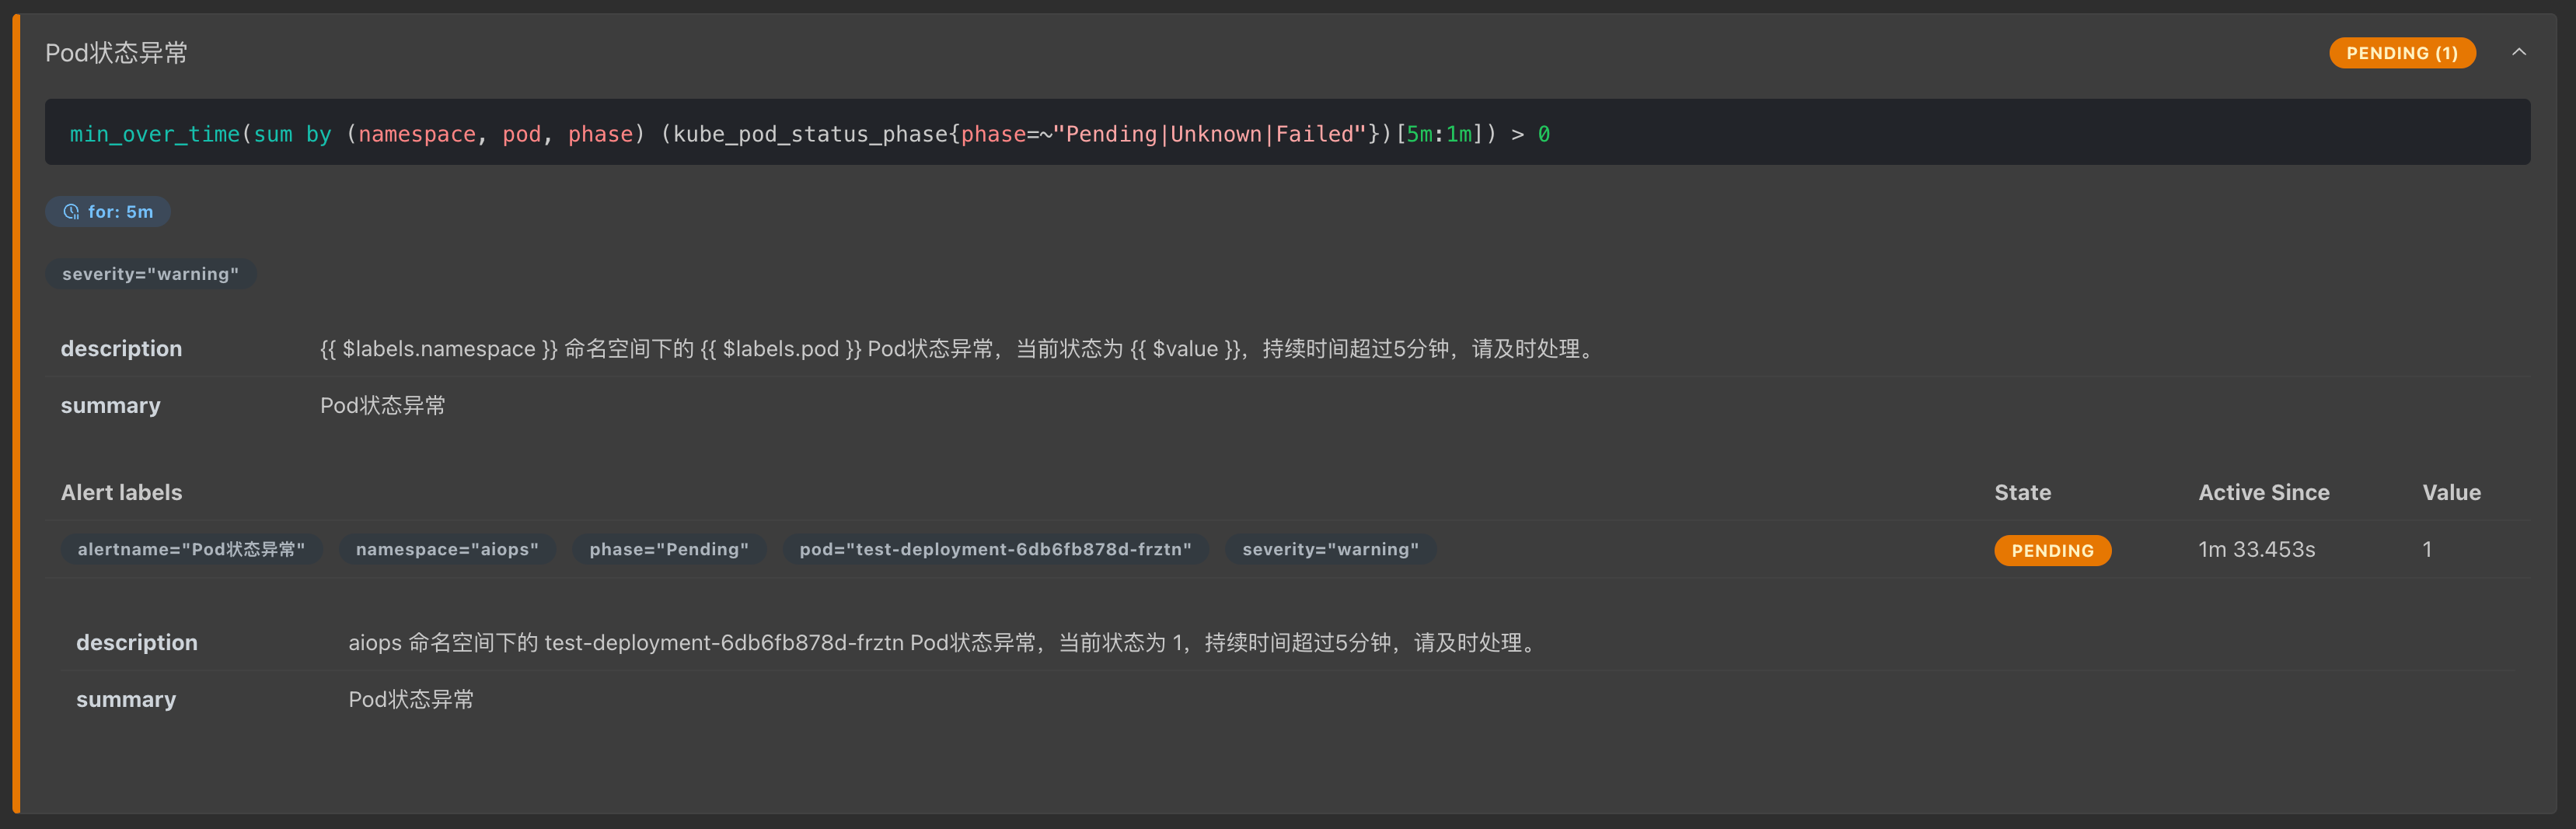 Pod状态异常
PENDING (1)
min_over_time(sum by (namespace, pod, phase) (kube_pod_status_phase{phase=~"Pending|Unknown|Failed"})[5m:1m]) > 0
for: 5m
severity="warning"
description {{ $labels.namespace }} 命名空间下的 {{ $labels.pod }} Pod状态异常，当前状态为 {{ $value }}，持续时间超过5分钟，请及时处理。
summary Pod状态异常
Alert labels State Active Since Value
alertname="Pod状态异常" namespace="aiops" phase="Pending" pod="test-deployment-6db6fb878d-frztn" severity="warning" PENDING 1m 33.453s 1
description aiops 命名空间下的 test-deployment-6db6fb878d-frztn Pod状态异常，当前状态为 1，持续时间超过5分钟，请及时处理。
summary Pod状态异常